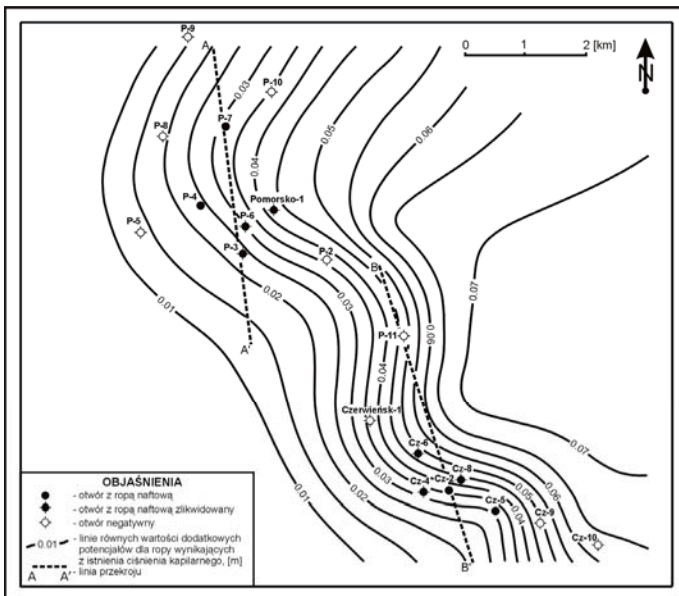 P-9
A
0 1 2 [km]
N
0.03
P-10
0.05
0.06
P-7
P-8
0.04
P-4
Pomorsko-1
P-6
P-5
P-3
P-2
B
0.02
0.07
0.01
0.03
0.06
P-11
A'
0.04
Czerwieńsk-1
Cz-6
0.07
Cz-8
0.03
Cz-2
0.05
0.06
Cz-4
Cz-5
0.02
0.04
Cz-9
0.01
Cz-10
B'
OBJAŚNIENIA
- otwór z ropą naftową
- otwór z ropą naftową zlikwidowany
- otwór negatywny
0.01 - linie równych wartości dodatkowych
potencjałów dla ropy wynikających
z istnienia ciśnienia kapilarnego, [m]
A A' - linia przekroju